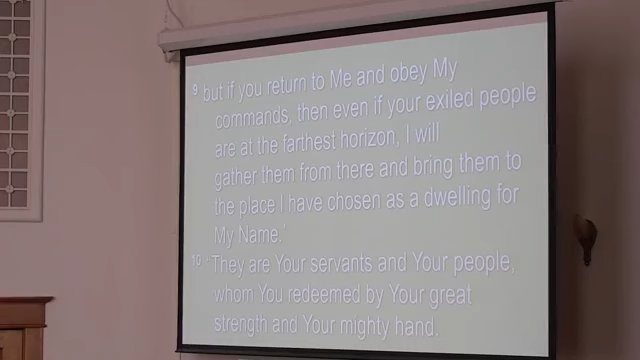 9 but if you return to Me and obey My
commands, then even if your exiled people
are at the farthest horizon, I will
gather them from there and bring them to
the place I have chosen as a dwelling for
My Name.'
10 "They are Your servants and Your people,
whom You redeemed by Your great
strength and Your mighty hand.